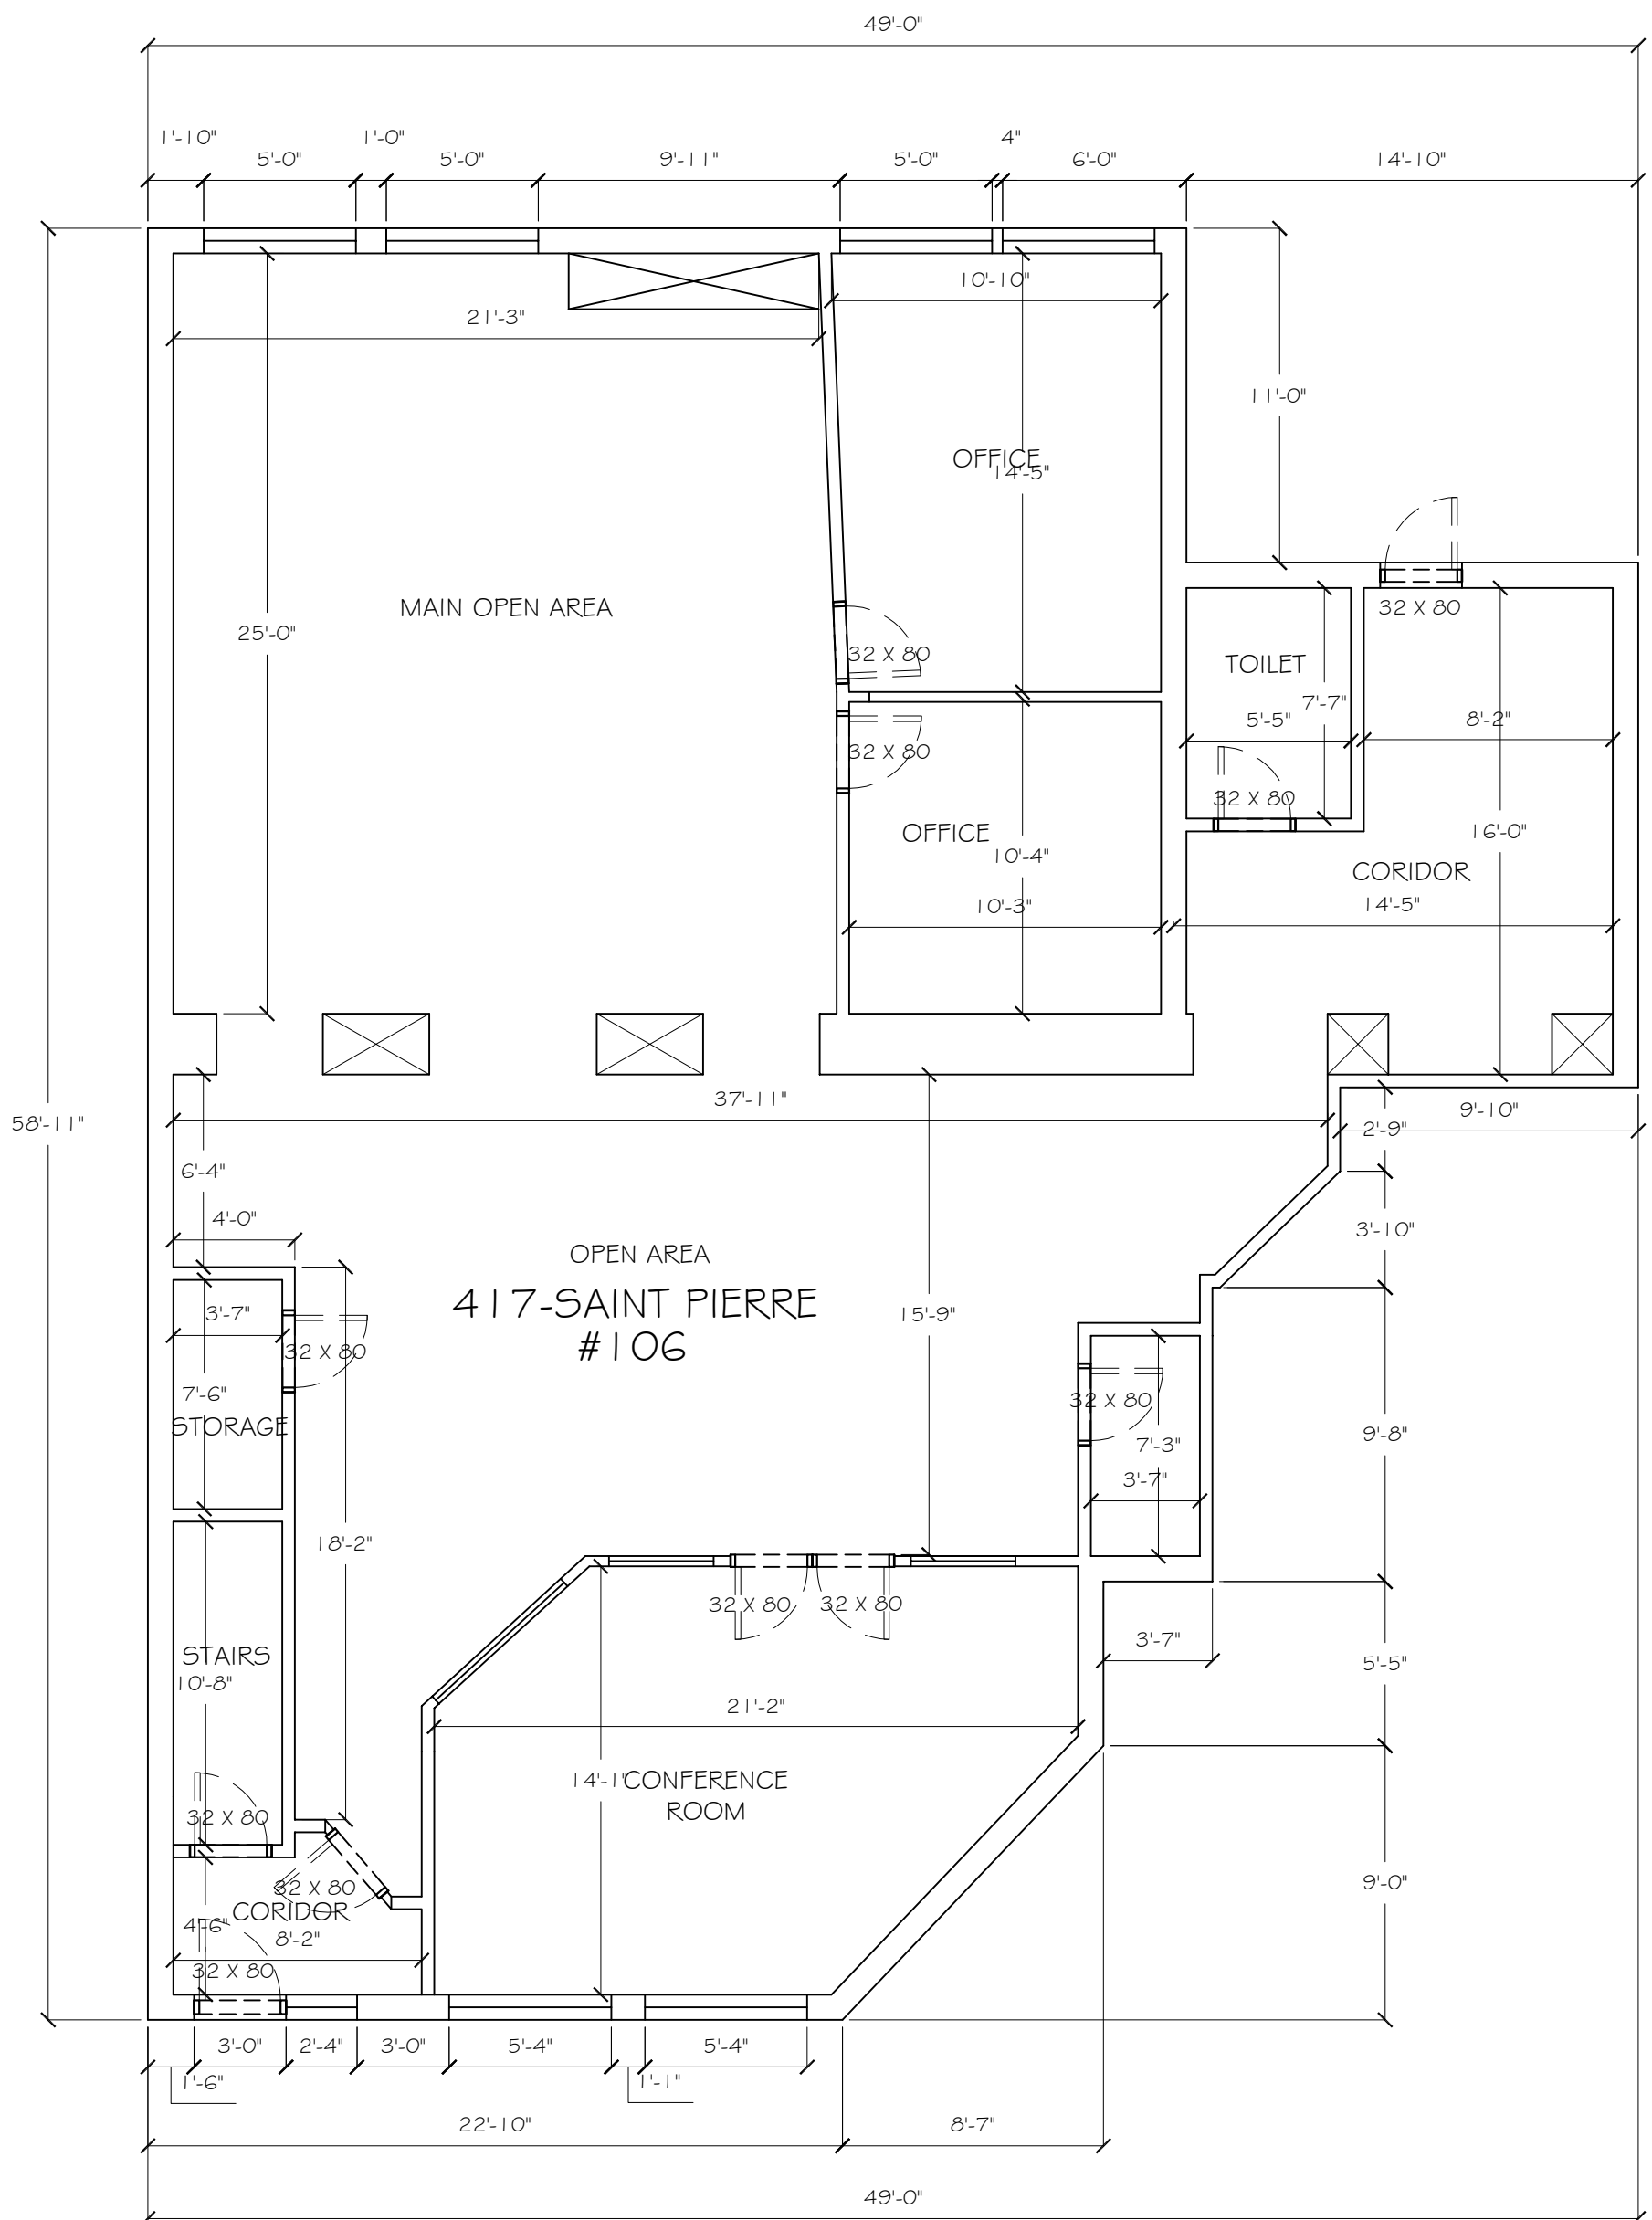 49'-0"
1'-10"
1'-0"
4"
5'-0"
5'-0"
9'-11"
5'-0"
6'-0"
14'-10"
10'-10"
21'-3"
11'-0"
OFFICE
14'-5"
MAIN OPEN AREA
32 X 80
25'-0"
32 X 80
TOILET
7'-7"
5'-5"
8'-2"
32 X 80
32 X 80
OFFICE
16'-0"
10'-4"
CORIDOR
10'-3"
14'-5"
37'-11"
9'-10"
58'-11"
2'-9"
6'-4"
4'-0"
3'-10"
OPEN AREA
417-SAINT PIERRE
#106
3'-7"
15'-9"
32 X 80
7'-6"
32 X 80
STORAGE
9'-8"
7'-3"
3'-7"
18'-2"
32 X 80
32 X 80
3'-7"
STAIRS
5'-5"
10'-8"
21'-2"
14'-1"
CONFERENCE
ROOM
32 X 80
32 X 80
9'-0"
CORIDOR
4'-6"
8'-2"
32 X 80
3'-0"
2'-4"
3'-0"
5'-4"
5'-4"
1'-6"
1'-1"
22'-10"
8'-7"
49'-0"